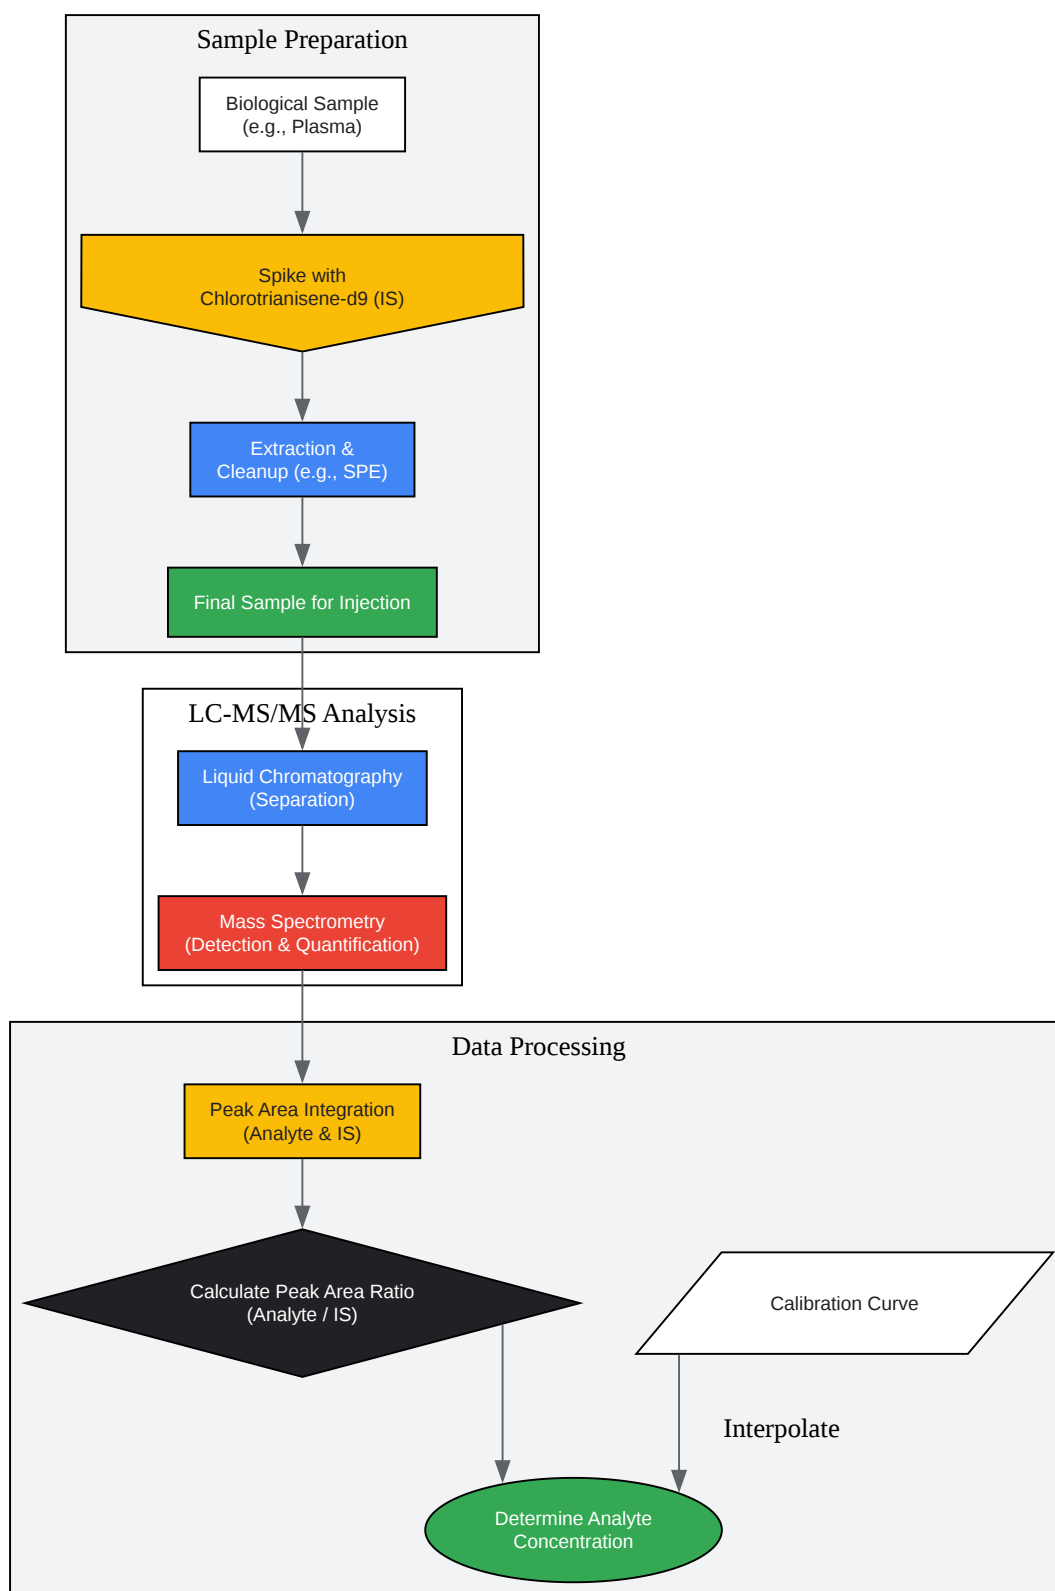 Sample Preparation
Biological Sample
(e.g., Plasma)
Spike with
Chlorotrianisene-d9 (IS)
Extraction &
Cleanup (e.g., SPE)
Final Sample for Injection
LC-MS/MS Analysis
Liquid Chromatography
(Separation)
Mass Spectrometry
(Detection & Quantification)
Data Processing
Peak Area Integration
(Analyte & IS)
Calculate Peak Area Ratio
(Analyte / IS)
Calibration Curve
Interpolate
Determine Analyte
Concentration